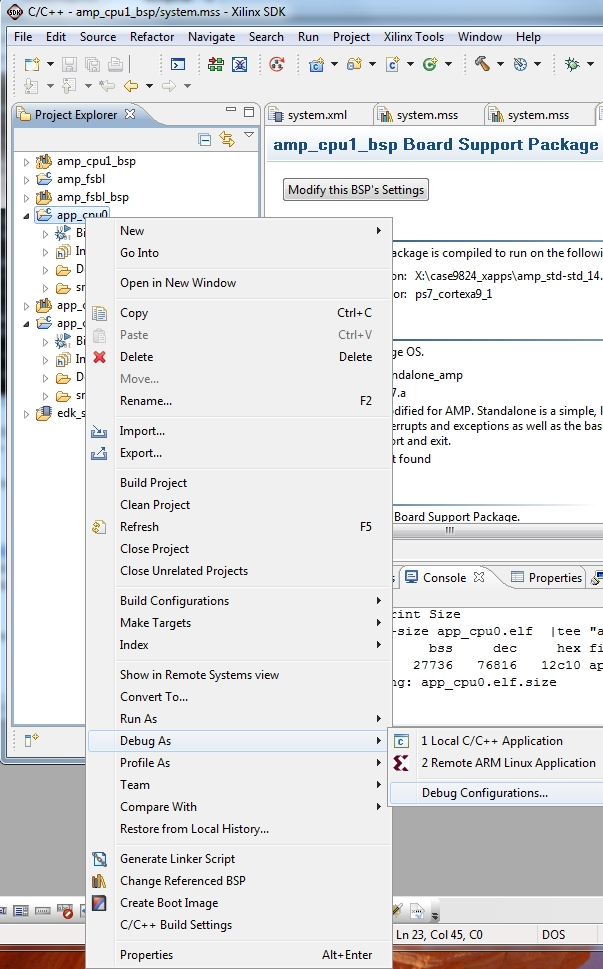 C/C++ - amp_cpu1_bsp/system.mss - Xilinx SDK
File Edit Source Refactor Navigate Search Run Project Xilinx Tools Window Help
Project Explorer
system.xml system.mss system.mss
amp_cpu1_bsp Board Support Package
Modify this BSP's Settings
amp_cpu1_bsp
amp_fsbl
amp_fsbl_bsp
app_cpu0
Bi
In
D
sr
app_c
app_c
Bi
In
D
sr
edk_s
ackage is compiled to run on the followi
on: X:\case9824_xapps\amp_std-std_14.
or: ps7_cortexa9_1
ge OS.
ndalone_amp
7.a
odified for AMP. Standalone is a simple, l
errupts and exceptions as well as the bas
ort and exit.
t found
Board Support Package.
New
Go Into
Open in New Window
Copy Ctrl+C
Paste Ctrl+V
Delete Delete
Move...
Rename... F2
Import...
Export...
Build Project
Clean Project
Refresh F5
Close Project
Close Unrelated Projects
Build Configurations
Make Targets
Index
Show in Remote Systems view
Convert To...
Run As
Debug As
Profile As
Team
Compare With
Restore from Local History...
Generate Linker Script
Change Referenced BSP
Create Boot Image
C/C++ Build Settings
Properties Alt+Enter
1 Local C/C++ Application
2 Remote ARM Linux Application
Debug Configurations...
s Console Properties
rint Size
-size app_cpu0.elf |tee "a
bss dec hex fi
27736 76816 12c10 ap
ng: app_cpu0.elf.size
Ln 23, Col 45, C0 DOS